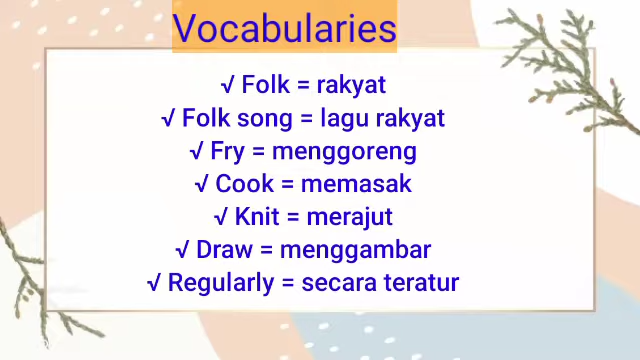 Vocabularies
√ Folk = rakyat
√ Folk song = lagu rakyat
√ Fry = menggoreng
√ Cook = memasak
√ Knit = merajut
√ Draw = menggambar
√ Regularly = secara teratur